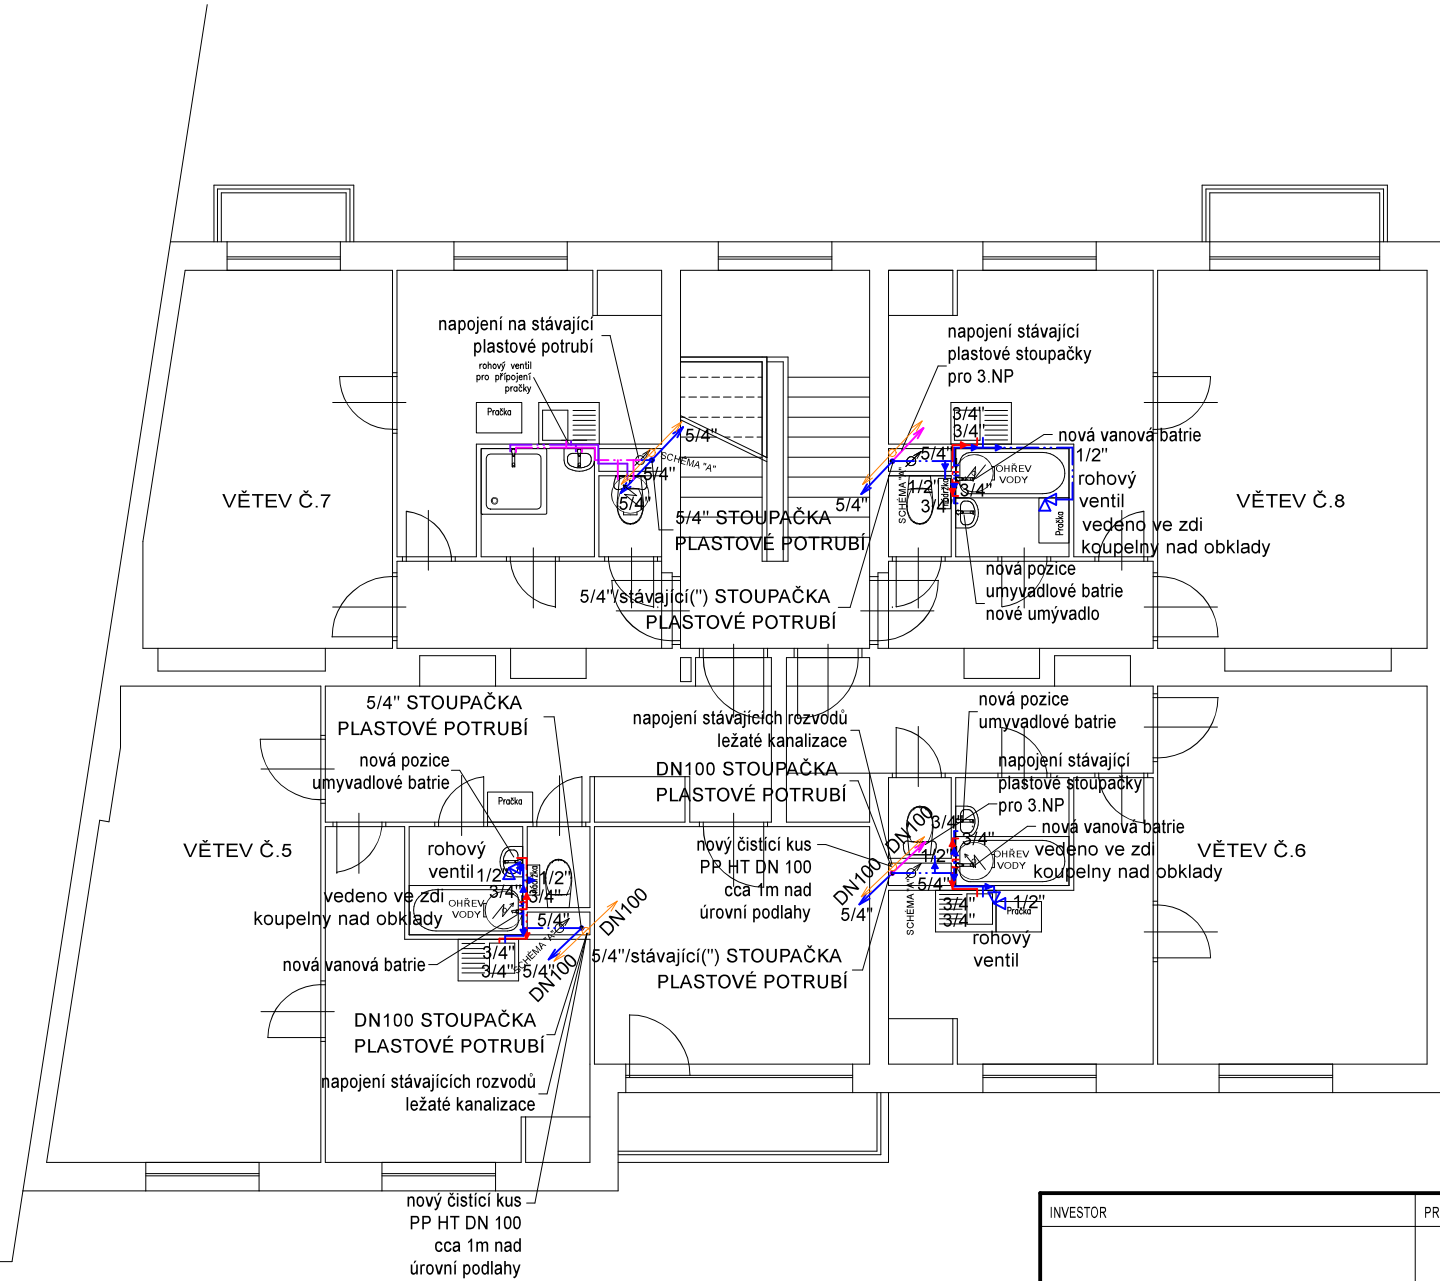 napojení na stávající
plastové potrubí
rohový ventil
pro přípojení
pračky
Pračka
5/4"
SCHÉMA "A"
5/4"
5/4"
VĚTEV Č.7
5/4" STOUPAČKA
PLASTOVÉ POTRUBÍ
5/4"/stávající(") STOUPAČKA
PLASTOVÉ POTRUBÍ
napojení stávající
plastové stoupačky
pro 3.NP
3/4"
3/4"
nová vanová batrie
5/4"
1/2"
OHŘEV
VODY
rohový
ventil
1/2"
3/4"
3/4"
5/4"
SCHÉMA "A"
Pračka
VĚTEV Č.8
vedeno ve zdi
koupelny nad obklady
nová pozice
umyvadlové batrie
nové umývadlo
5/4" STOUPAČKA
PLASTOVÉ POTRUBÍ
nová pozice
umyvadlové batrie
Pračka
VĚTEV Č.5
rohový
ventil
1/2"
3/4"
1/2"
3/4"
vedeno ve zdi
koupelny nad obklady
OHŘEV
VODY
5/4"
DN100
SCHÉMA "A"
nová vanová batrie
3/4"
3/4"
5/4"
DN100
DN100 STOUPAČKA
PLASTOVÉ POTRUBÍ
napojení stávajících rozvodů
ležaté kanalizace
nový čistící kus
PP HT DN 100
cca 1m nad
úrovní podlahy
napojení stávajících rozvodů
ležaté kanalizace
DN100 STOUPAČKA
PLASTOVÉ POTRUBÍ
nový čistící kus
PP HT DN 100
cca 1m nad
úrovní podlahy
5/4"/stávající(") STOUPAČKA
PLASTOVÉ POTRUBÍ
nová pozice
umyvadlové batrie
napojení stávající
plastové stoupačky
pro 3.NP
DN100
3/4"
3/4"
nová vanová batrie
vedeno ve zdi
koupelny nad obklady
1/2"
OHŘEV
VODY
DN100
5/4"
5/4"
SCHÉMA "A"
3/4"
3/4"
Pračka
1/2"
rohový
ventil
VĚTEV Č.6
INVESTOR
PR